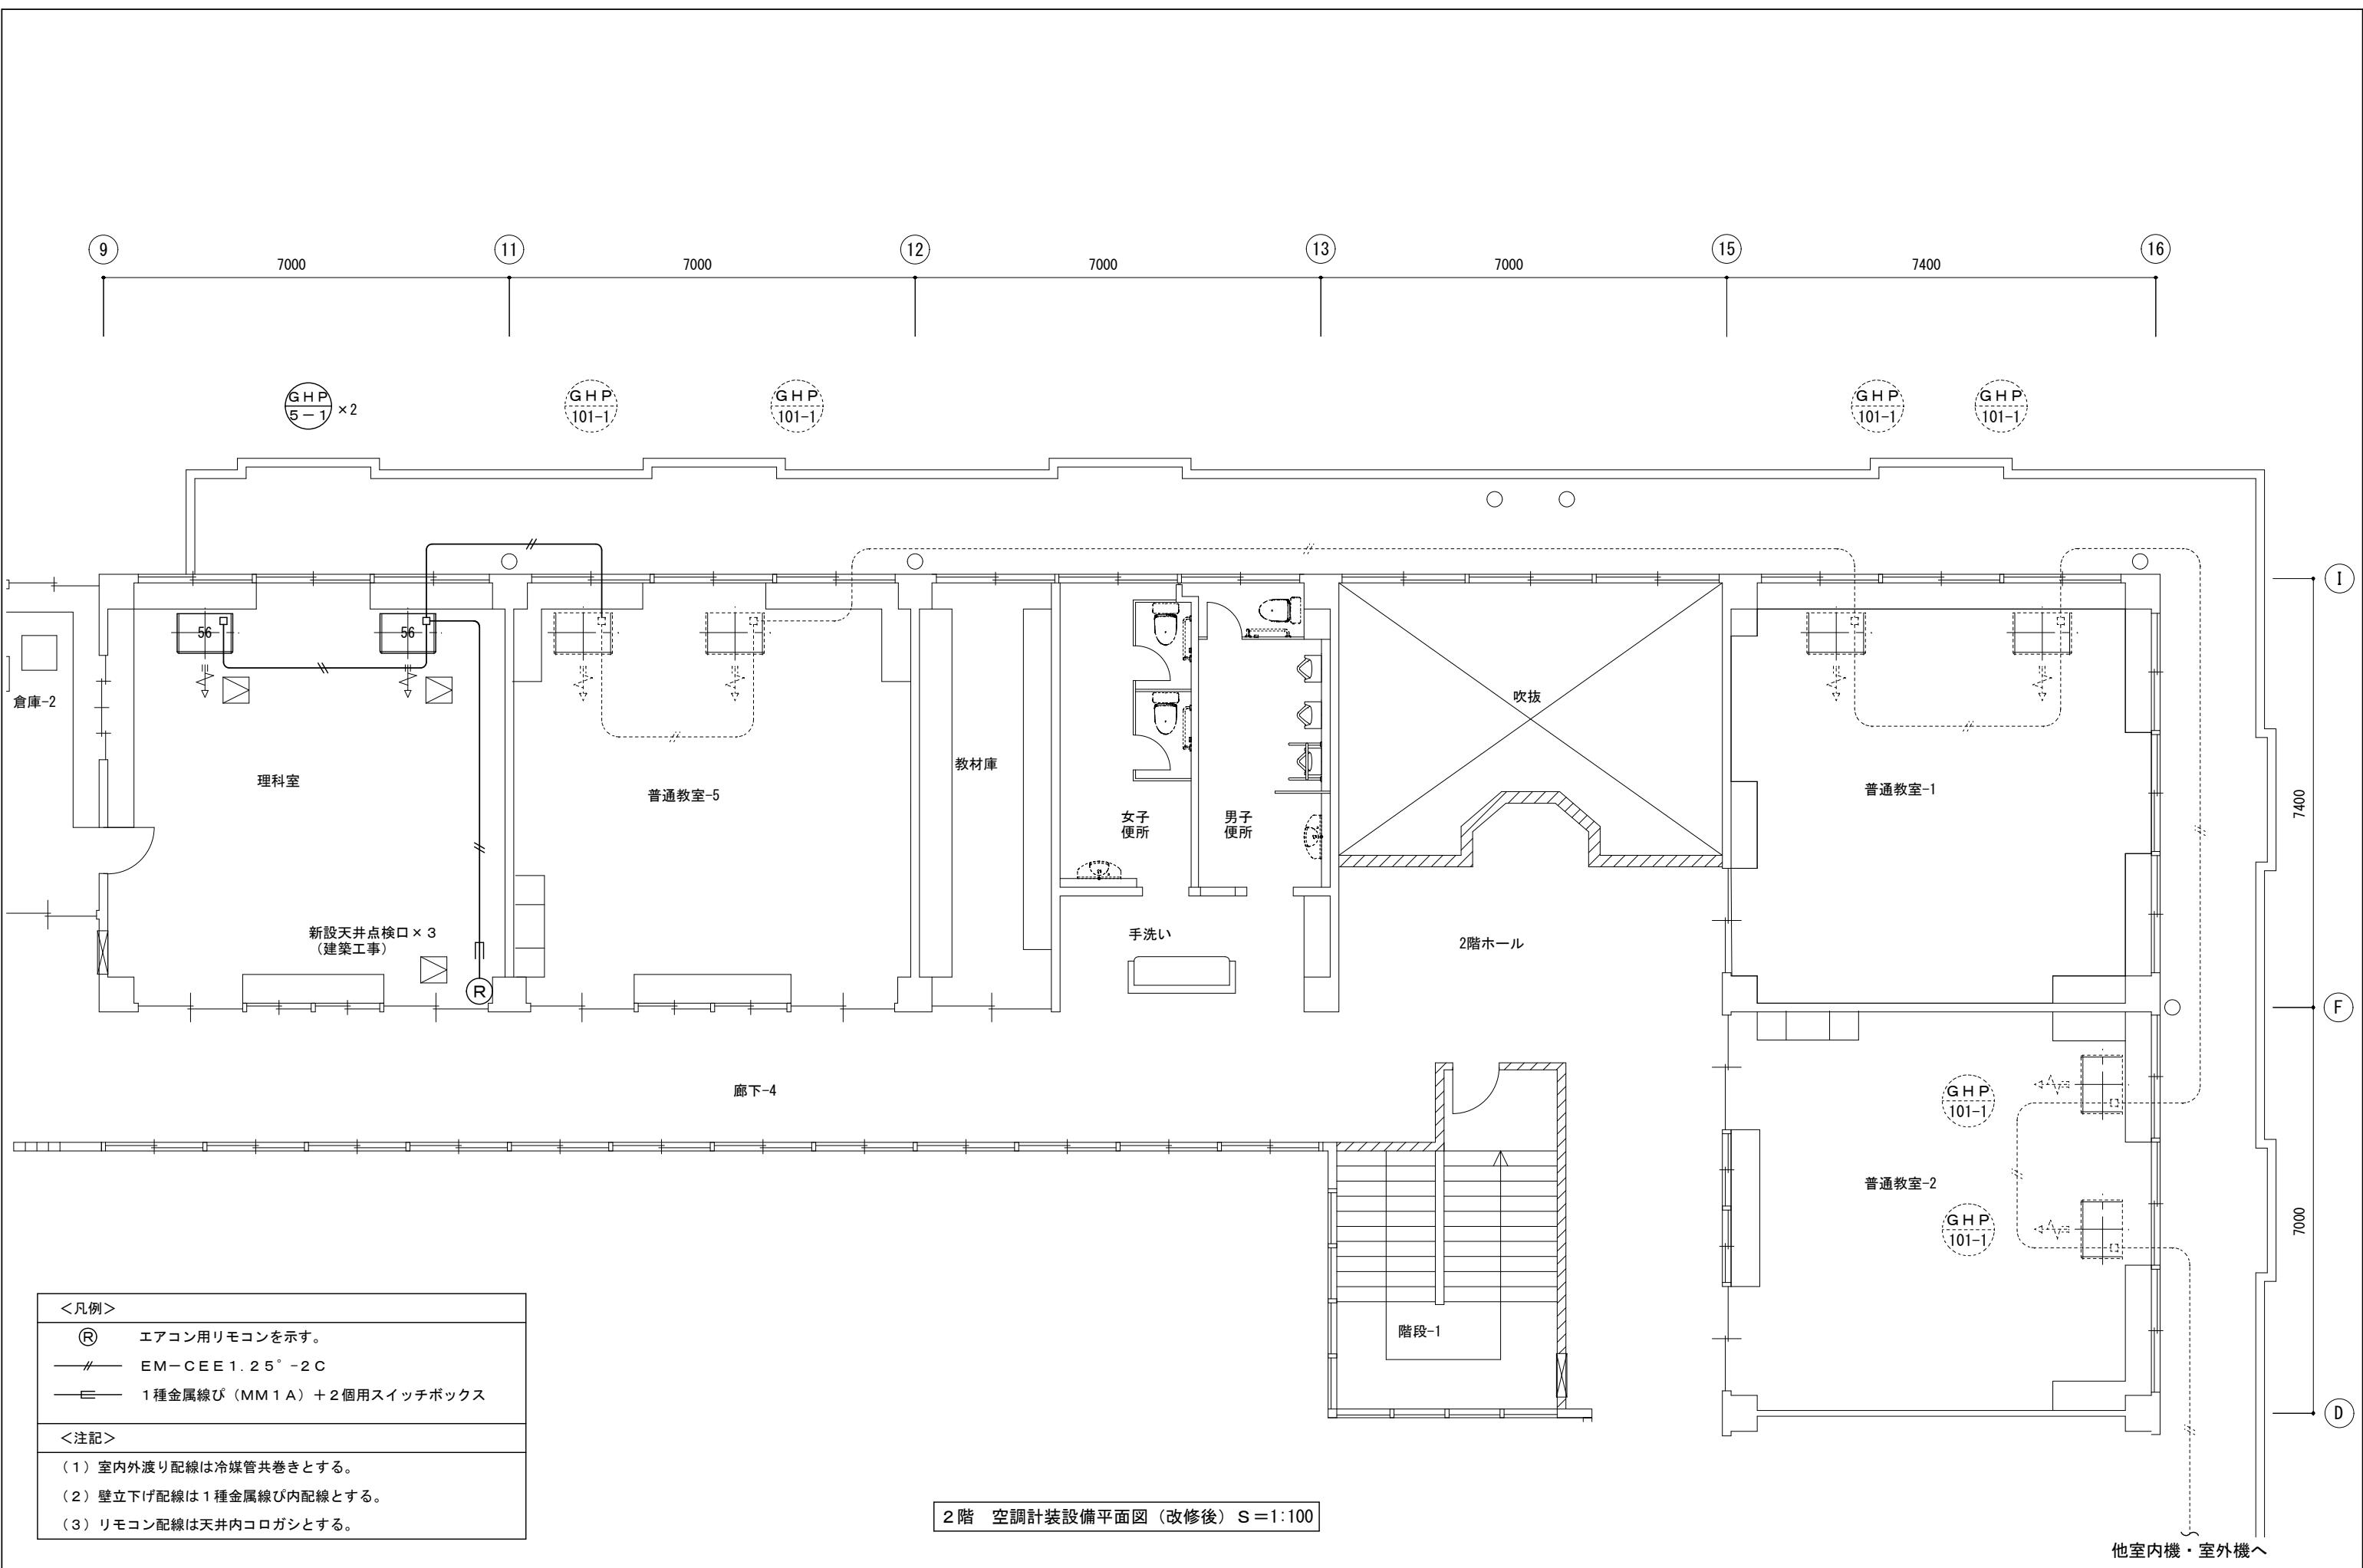 9
11
12
13
15
16
7000
7000
7000
7000
7400
GHP
5-1
×2
GHP
101-1
GHP
101-1
GHP
101-1
GHP
101-1
I
56
56
倉庫-2
吹抜
理科室
普通教室-5
教材庫
普通教室-1
7400
女子
便所
男子
便所
新設天井点検口×3
（建築工事）
手洗い
2階ホール
R
F
廊下-4
GHP
101-1
普通教室-2
GHP
101-1
7000
階段-1
D
＜凡例＞
R エアコン用リモコンを示す。
EM－CEE1.25°-2C
1種金属線ぴ（MM1A）＋2個用スイッチボックス
＜注記＞
（1）室内外渡り配線は冷媒管共巻きとする。
（2）壁立下げ配線は1種金属線ぴ内配線とする。
（3）リモコン配線は天井内コロガシとする。
2階　空調計装設備平面図（改修後）S＝1:100
他室内機・室外機へ